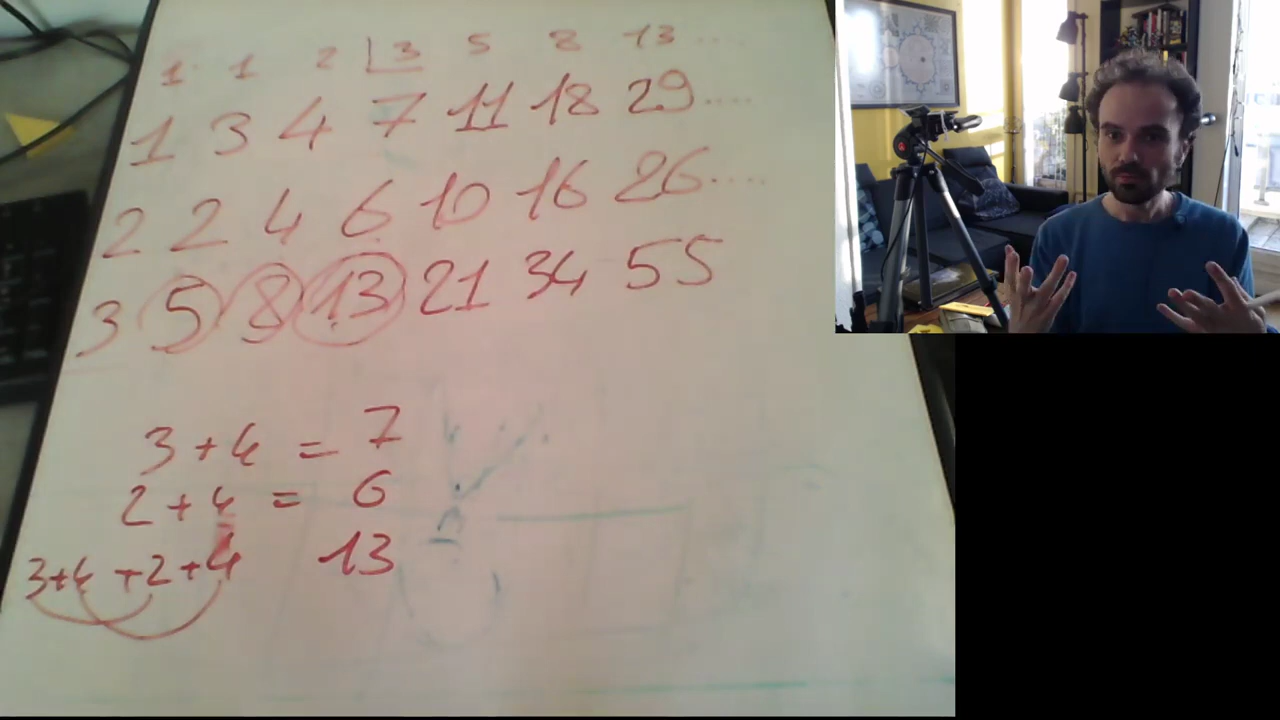 1 1 2 3 5 8 13 ....
1 3 4 7 11 18 29 ....
2 2 4 6 10 16 26 ....
3 5 8 13 21 34 55
3 + 4 = 7
2 + 4 = 6
3+4 +2+4 13